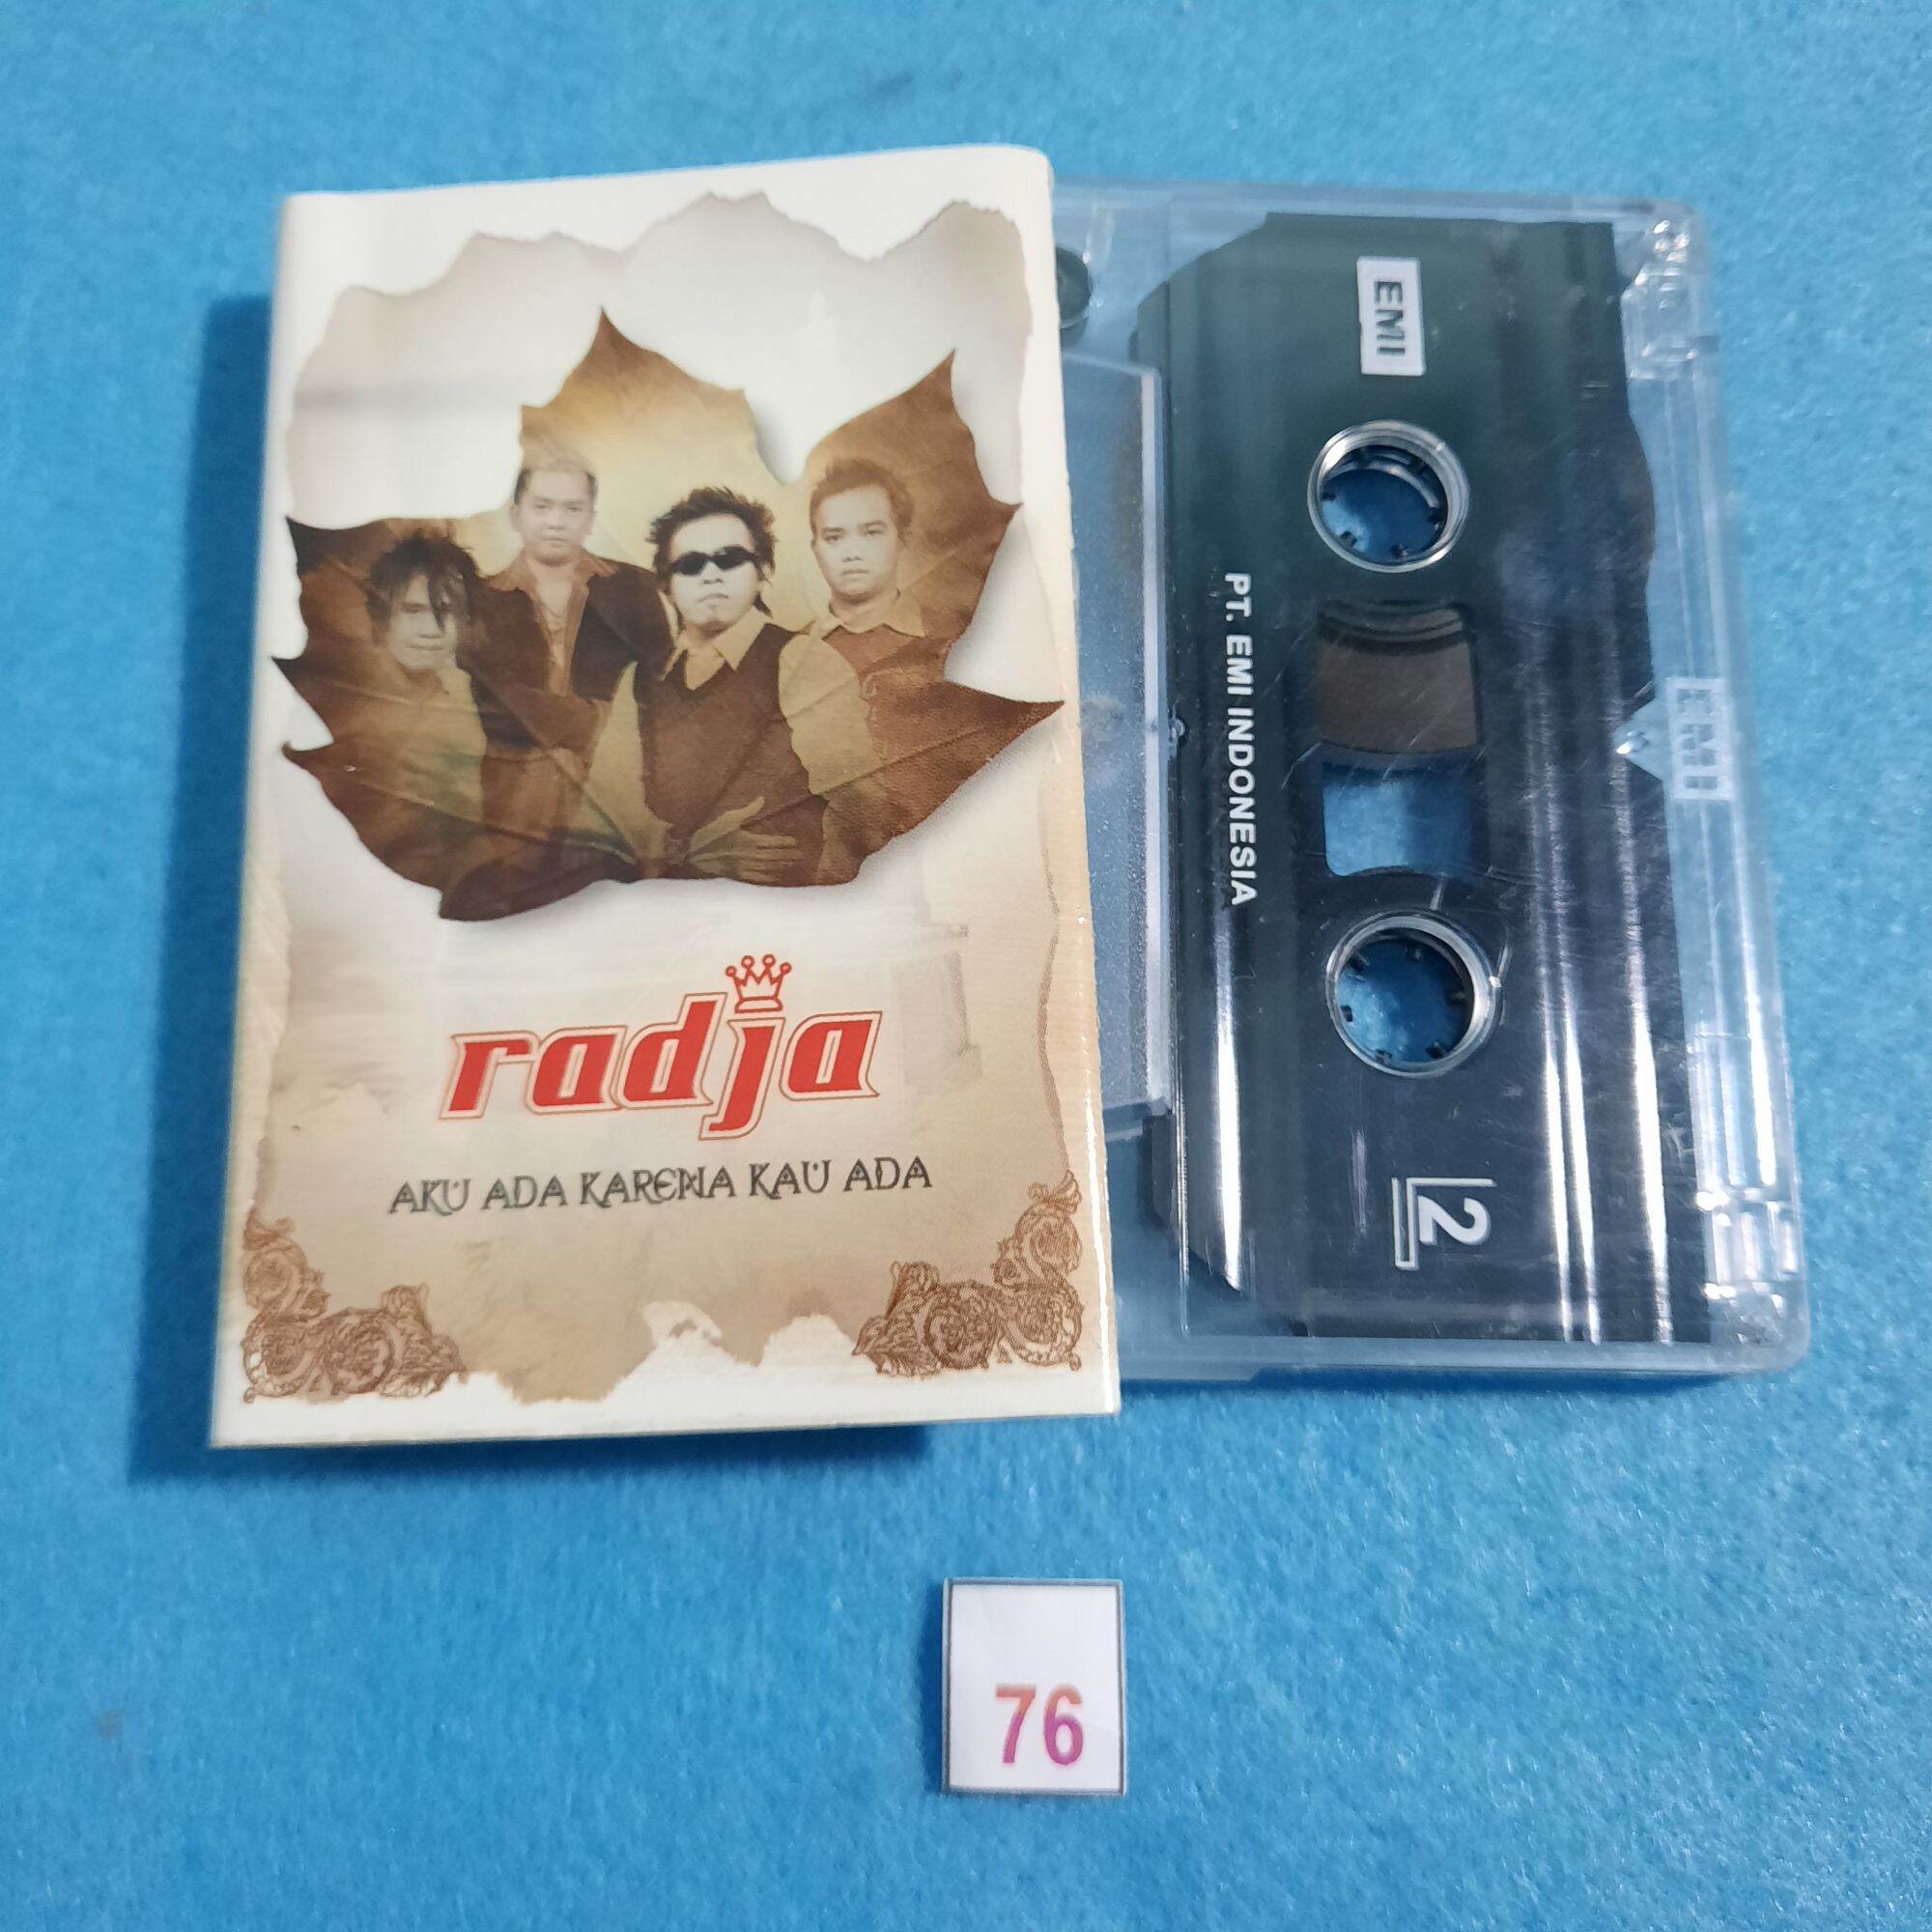 radja
AKU ADA KARENA KAU ADA
EMI
PT. EMI INDONESIA
EMI
2
76